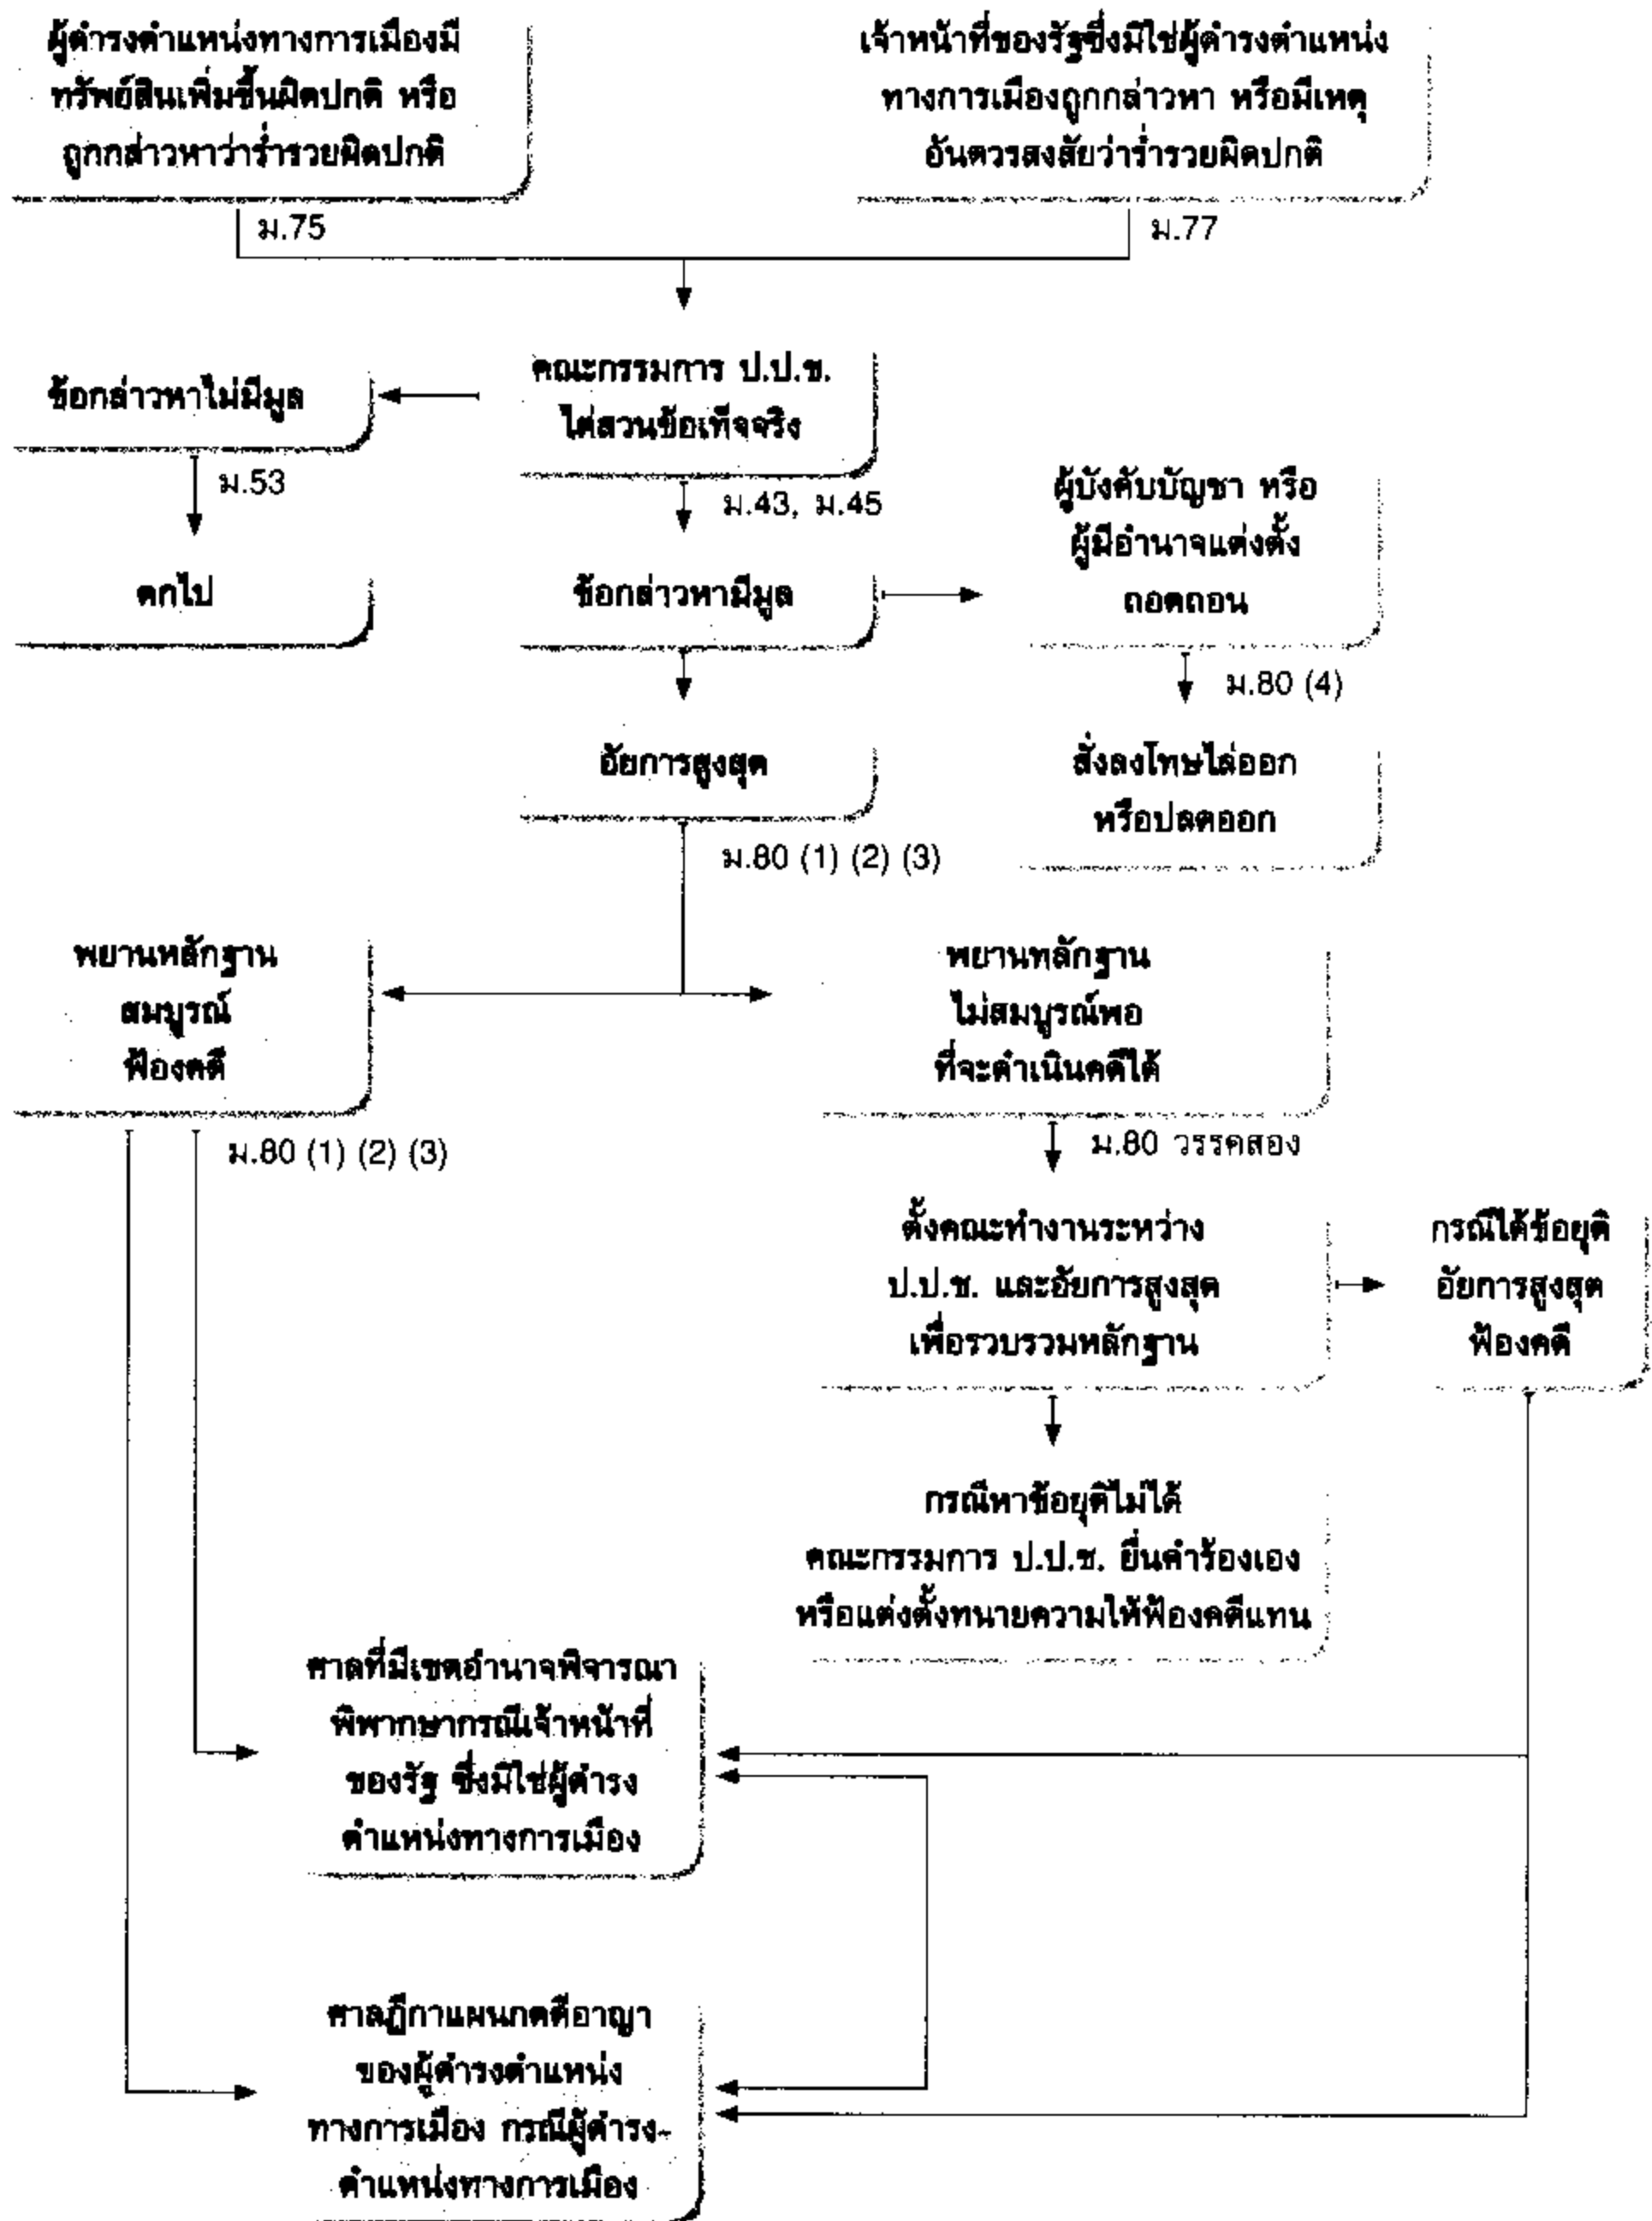 ผู้ดำรงตำแหน่งทางการเมืองมี
ทรัพย์สินเพิ่มขึ้นผิดปกติ หรือ
ถูกกล่าวหาว่าร่ำรวยผิดปกติ
เจ้าหน้าที่ของรัฐซึ่งมิใช่ผู้ดำรงตำแหน่ง
ทางการเมืองถูกกล่าวหา หรือมีเหตุ
อันควรสงสัยว่าร่ำรวยผิดปกติ
ม.75
ม.77
คณะกรรมการ ป.ป.ช.
ไต่สวนข้อเท็จจริง
ข้อกล่าวหาไม่มีมูล
ม.53
ม.43, ม.45
ผู้บังคับบัญชา หรือ
ผู้มีอำนาจแต่งตั้ง
ถอดถอน
ตกไป
ข้อกล่าวหามีมูล
ม.80 (4)
อัยการสูงสุด
สั่งลงโทษไล่ออก
หรือปลดออก
ม.80 (1) (2) (3)
พยานหลักฐาน
สมบูรณ์
ฟ้องคดี
พยานหลักฐาน
ไม่สมบูรณ์พอ
ที่จะดำเนินคดีได้
ม.80 (1) (2) (3)
ม.80 วรรคสอง
ตั้งคณะทำงานระหว่าง
ป.ป.ช. และอัยการสูงสุด
เพื่อรวบรวมหลักฐาน
กรณีได้ข้อยุติ
อัยการสูงสุด
ฟ้องคดี
กรณีหาข้อยุติไม่ได้
คณะกรรมการ ป.ป.ช. ยื่นคำร้องเอง
หรือแต่งตั้งทนายความให้ฟ้องคดีแทน
ศาลที่มีเขตอำนาจพิจารณา
พิพากษากรณีเจ้าหน้าที่
ของรัฐ ซึ่งมิใช่ผู้ดำรง
ตำแหน่งทางการเมือง
ศาลฎีกาแผนกคดีอาญา
ของผู้ดำรงตำแหน่ง
ทางการเมือง กรณีผู้ดำรง-
ตำแหน่งทางการเมือง